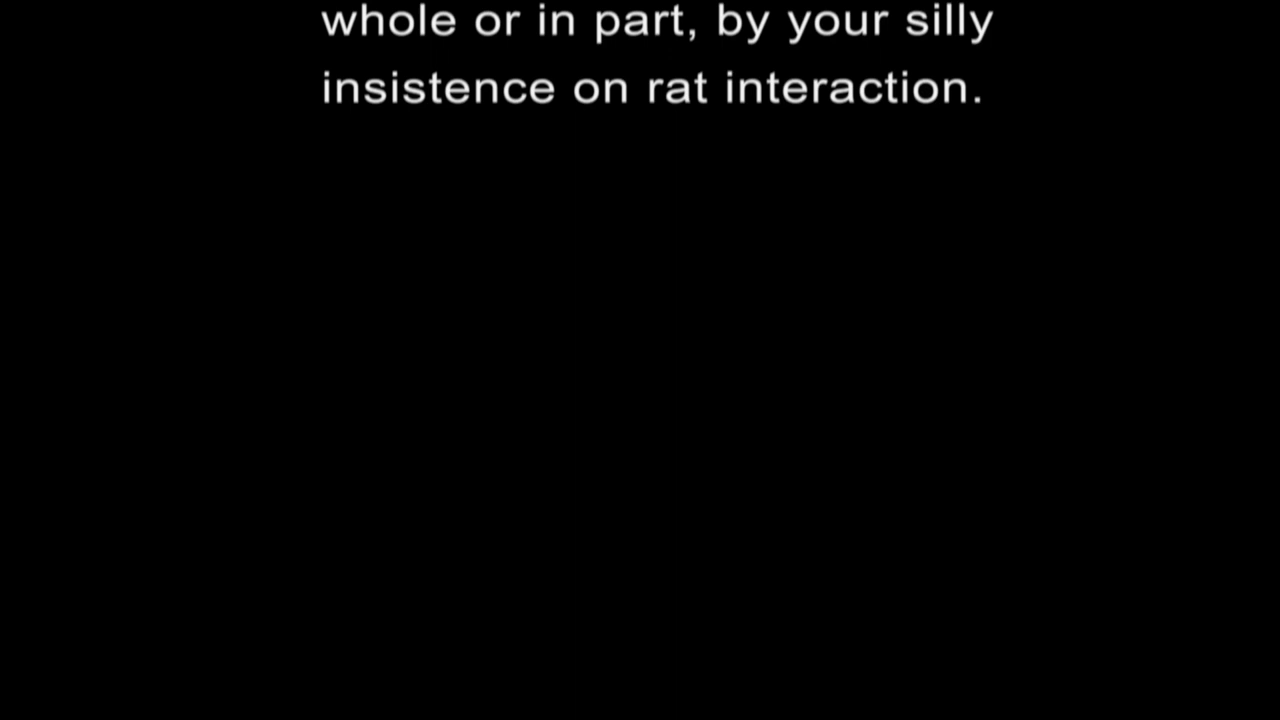 whole or in part, by your silly
insistence on rat interaction.